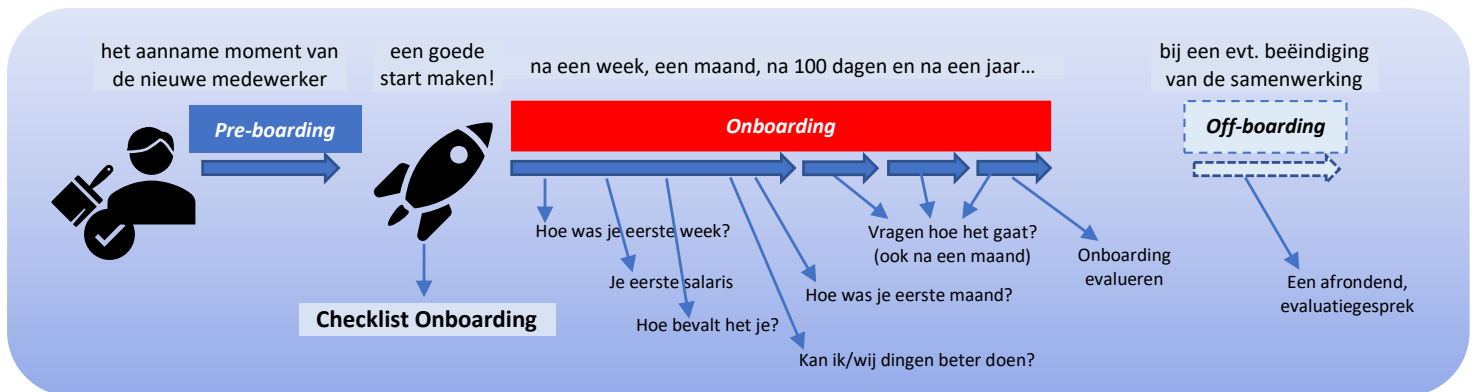 het aanname moment van
de nieuwe medewerker
een goede
start maken!
na een week, een maand, na 100 dagen en na een jaar…
bij een evt. beëindiging
van de samenwerking
Pre-boarding
Onboarding
Off-boarding
Hoe was je eerste week?
Vragen hoe het gaat?
(ook na een maand)
Onboarding
evalueren
Je eerste salaris
Hoe was je eerste maand?
Een afrondend,
evaluatiegesprek
Checklist Onboarding
Hoe bevalt het je?
Kan ik/wij dingen beter doen?